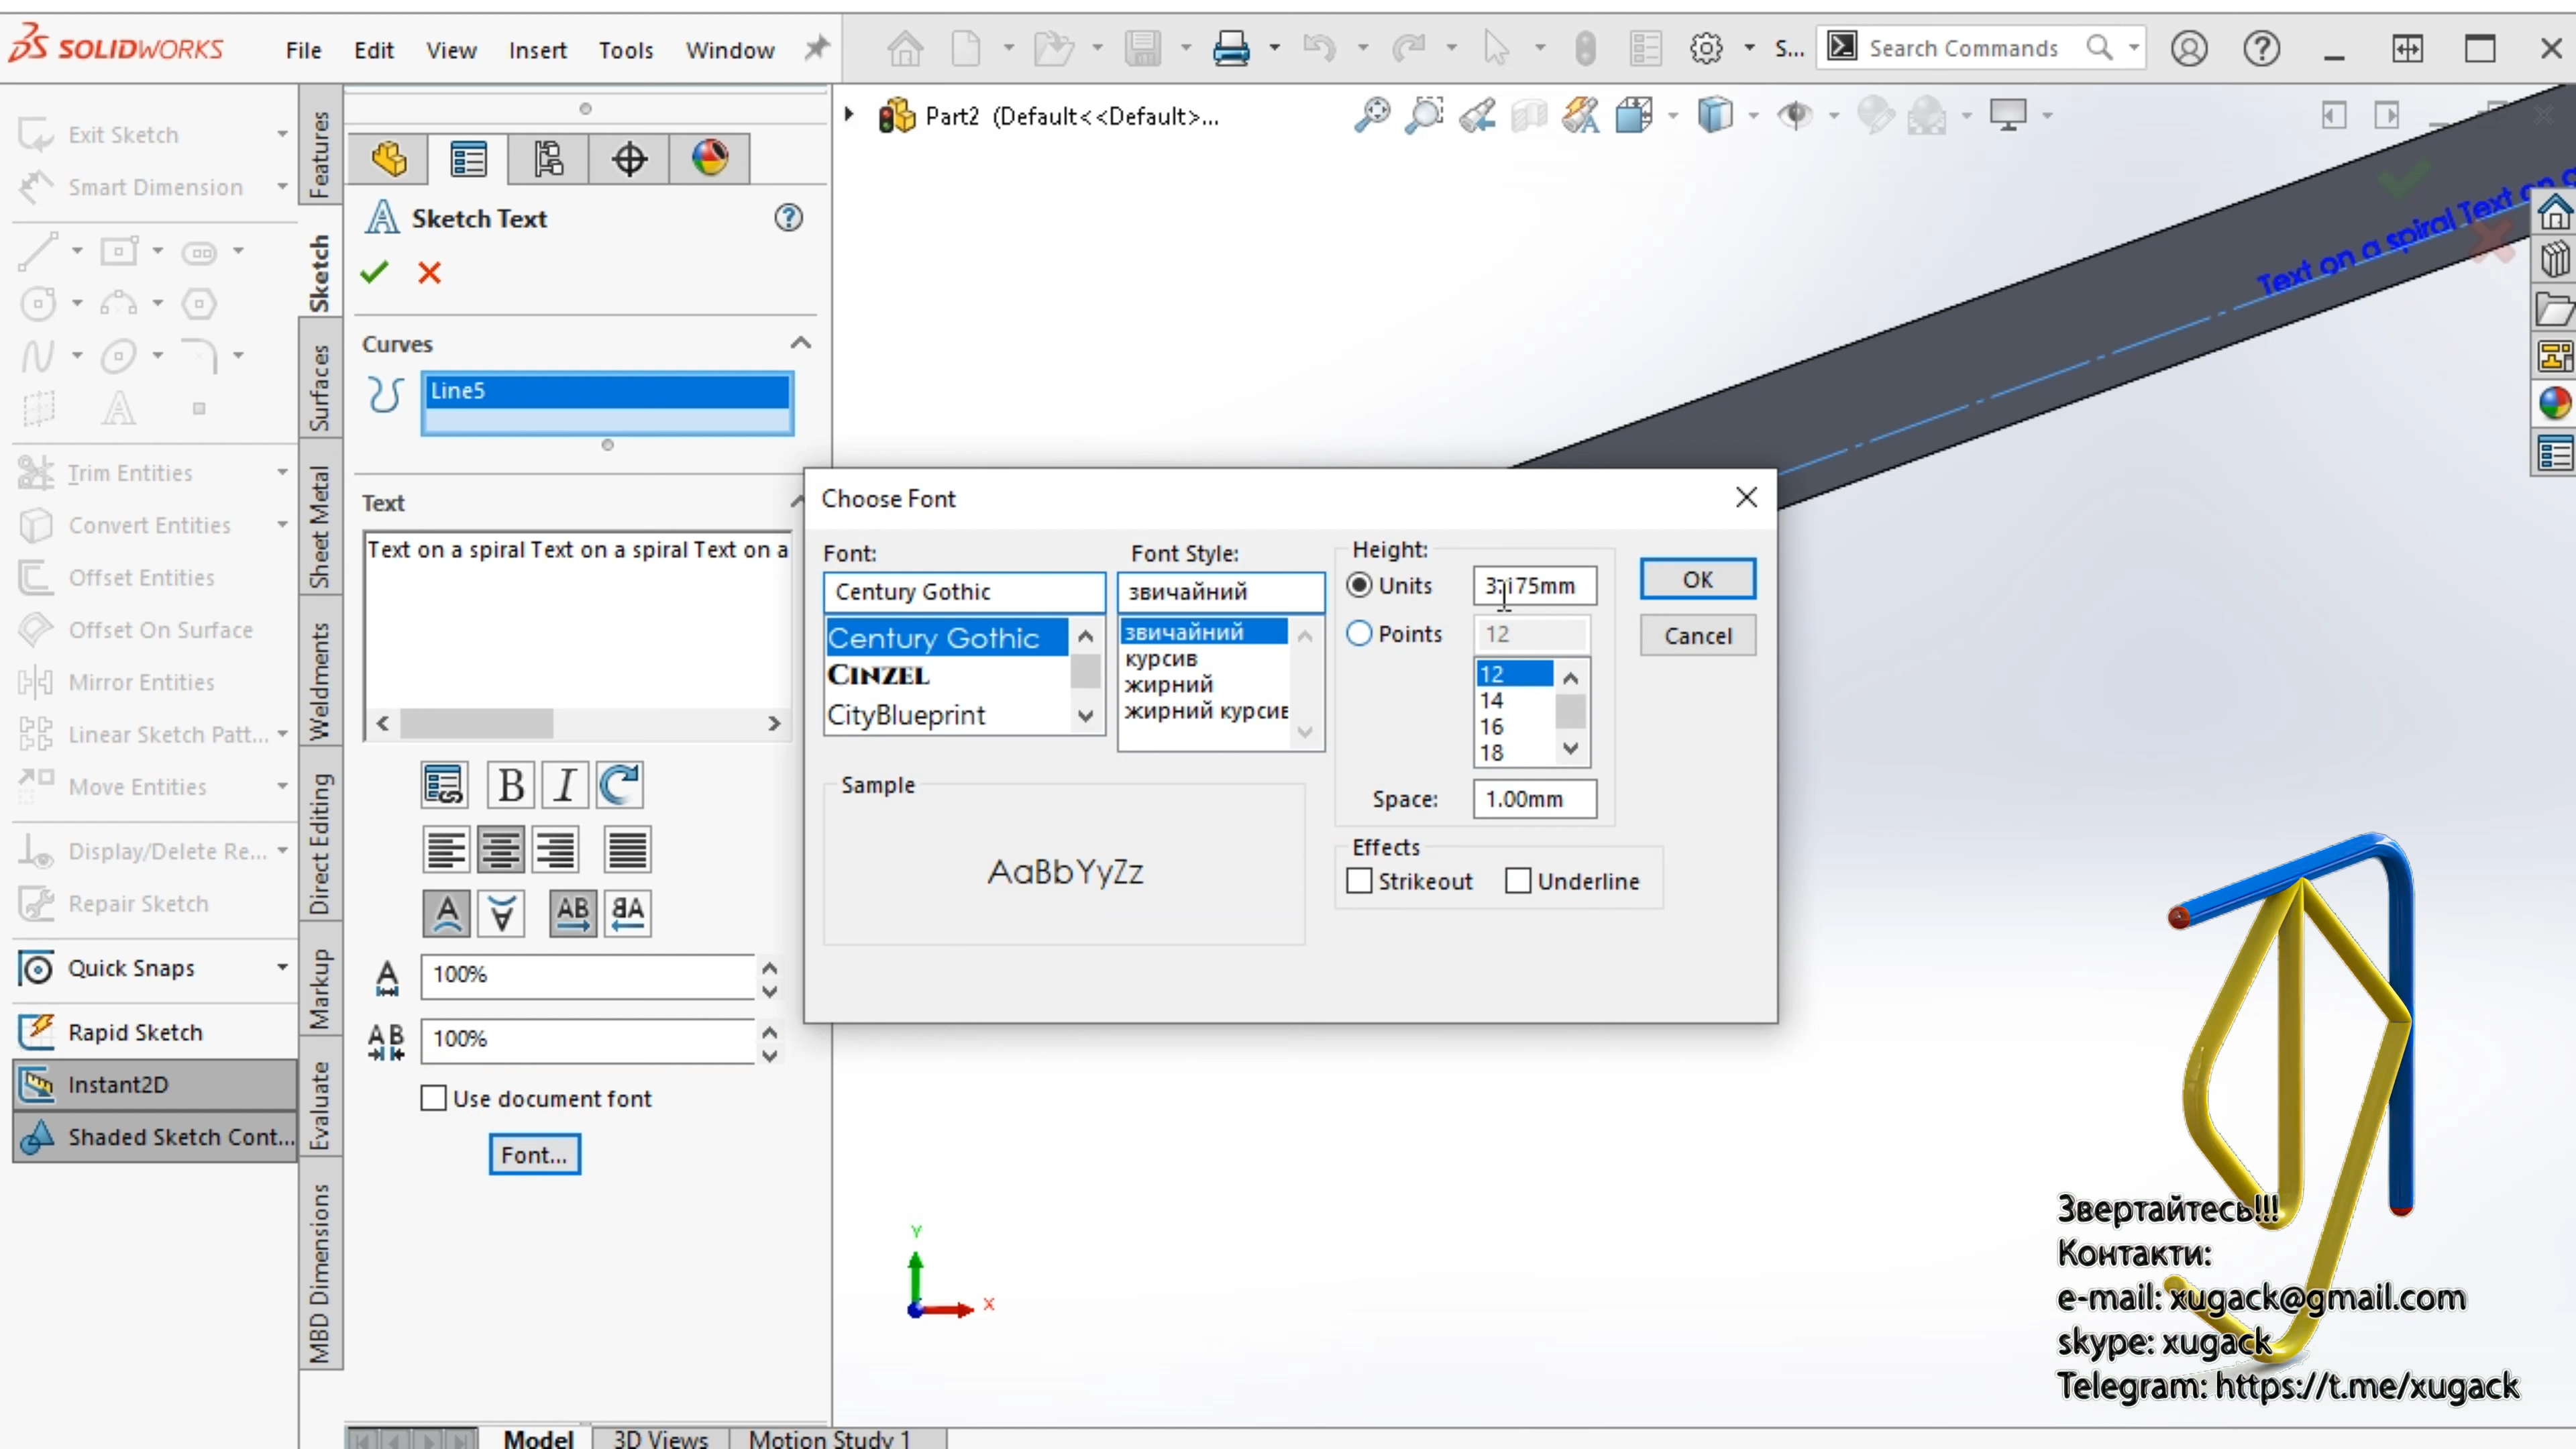 SOLIDWORKS File Edit View Insert Tools Window S... Search Commands
Exit Sketch
Smart Dimension
Trim Entities
Convert Entities
Offset Entities
Offset On Surface
Mirror Entities
Linear Sketch Patt...
Move Entities
Display/Delete Re...
Repair Sketch
Quick Snaps
Rapid Sketch
Instant2D
Shaded Sketch Cont...
Features
Sketch
Surfaces
Sheet Metal
Weldments
Direct Editing
Markup
Evaluate
MBD Dimensions
Sketch Text
Curves
Line5
Text
Text on a spiral Text on a spiral Text on a
B I
A A AB BA
A 100%
A B 100%
Use document font
Font...
Part2 (Default<<Default>...
Text on a spiral Text on a
Choose Font
Font: Font Style: Height:
Century Gothic звичайний Units 3.175mm OK
Century Gothic звичайний Points 12 Cancel
CINZEL курсив 12
CityBlueprint жирний 14
жирний курсив 16
18
Sample Space: 1.00mm
AaBbYyZz
Effects
Strikeout Underline
Y
X
Звертайтесь!!!
Контакти:
e-mail: xugack@gmail.com
skype: xugack
Telegram: https://t.me/xugack
Model 3D Views Motion Study 1